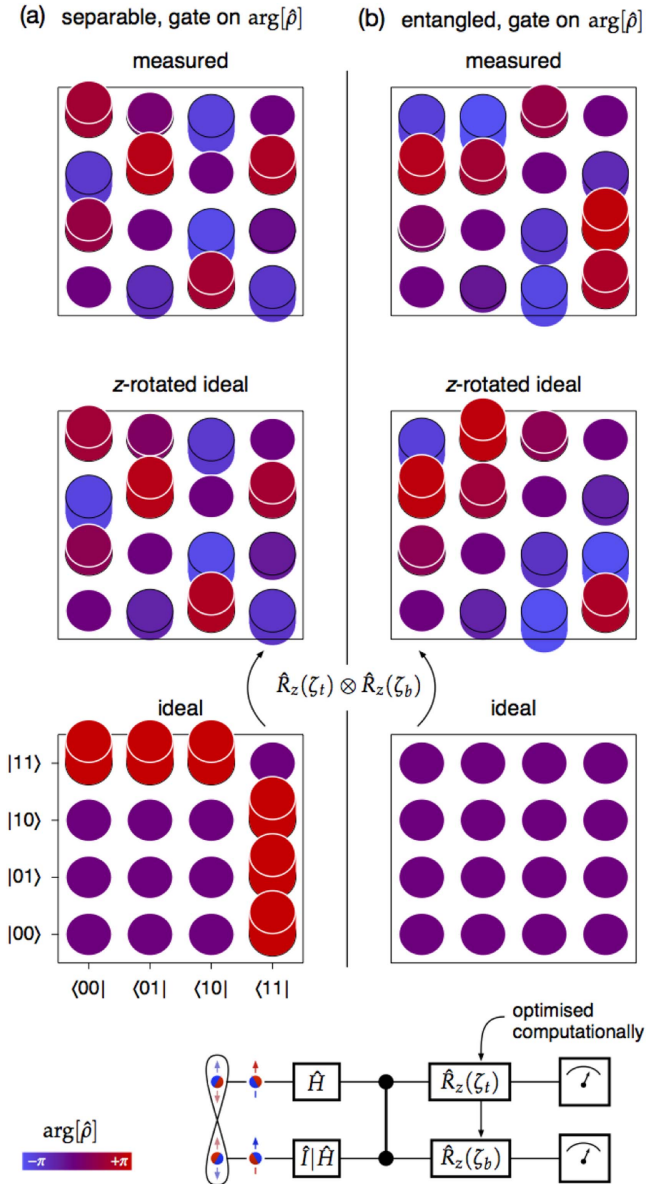 (a) separable, gate on arg[ρ̂]
(b) entangled, gate on arg[ρ̂]
measured
measured
z-rotated ideal
z-rotated ideal
R̂z(ζt) ⊗ R̂z(ζb)
ideal
ideal
|11⟩
|10⟩
|01⟩
|00⟩
⟨00| ⟨01| ⟨10| ⟨11|
optimised
computationally
Ĥ R̂z(ζt)
arg[ρ̂]
−π +π
Î|Ĥ R̂z(ζb)